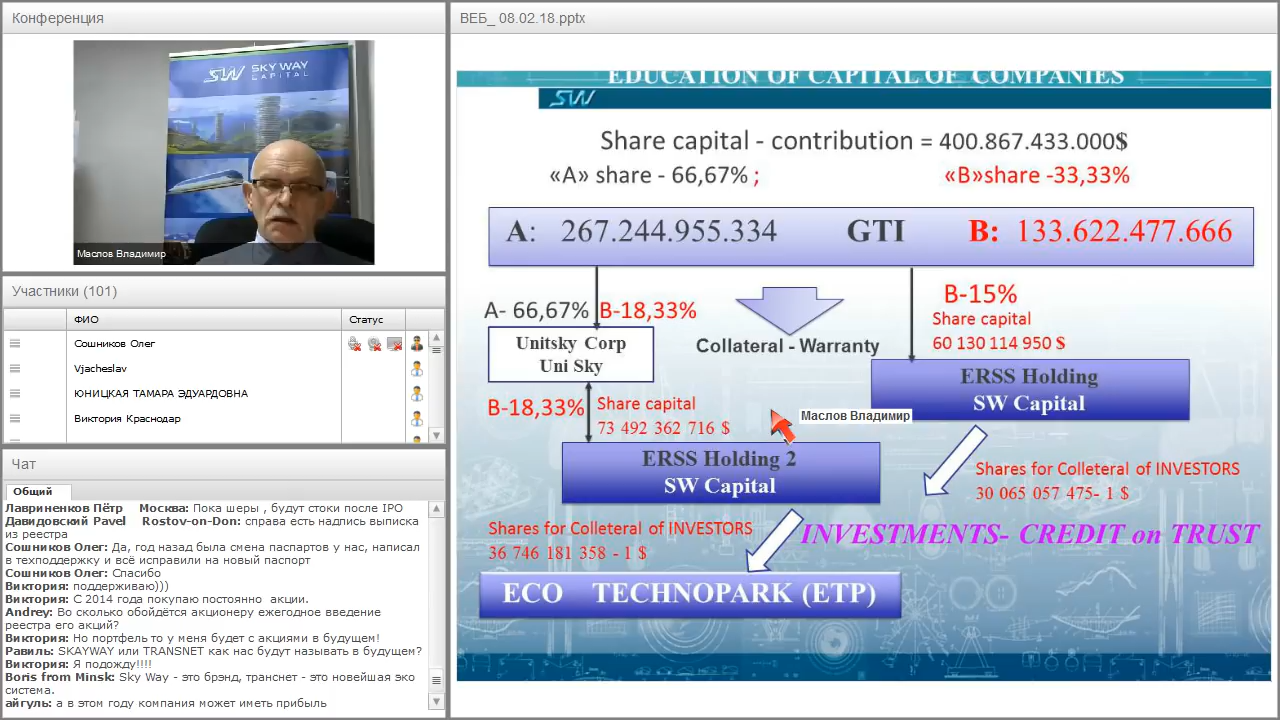 Конференция
SW SKY WAY
CAPITAL
Маслов Владимир
Участники (101)
ФИО
Статус
Сошников Олег
Vjacheslav
ЮНИЦКАЯ ТАМАРА ЭДУАРДОВНА
Виктория Краснодар
Чат
Общий
Лавриненков Пётр Москва: Пока шеры , будут стоки после IPO
Давидовский Pavel Rostov-on-Don: справа есть надпись выписка
из реестра
Сошников Олег: Да, год назад была смена паспартов у нас, написал
в техподдержку и всё исправили на новый паспорт
Сошников Олег: Спасибо
Виктория: поддерживаю)))
Виктория: С 2014 года покупаю постоянно акции.
Andrey: Во сколько обойдётся акционеру ежегодное введение
реестра его акций?
Виктория: Но портфель то у меня будет с акциями в будущем!
Равиль: SKAYWAY или TRANSNET как нас будут называть в будущем?
Виктория: Я подожду!!!!
Boris from Minsk: Sky Way - это брэнд, транснет - это новейшая эко
система.
айгуль: а в этом году компания может иметь прибыль
ВЕБ_ 08.02.18.pptx
EDUCATION OF CAPITAL OF COMPANIES
SW
Share capital - contribution = 400.867.433.000$
«А» share - 66,67% ;
«В»share -33,33%
A: 267.244.955.334 GTI B: 133.622.477.666
A- 66,67%
B-18,33%
B-15%
Share capital
60 130 114 950 $
Unitsky Corp
Uni Sky
Collateral - Warranty
ERSS Holding
SW Capital
B-18,33%
Share capital
73 492 362 716 $
Маслов Владимир
ERSS Holding 2
SW Capital
Shares for Colleteral of INVESTORS
30 065 057 475- 1 $
Shares for Colleteral of INVESTORS
36 746 181 358 - 1 $
INVESTMENTS- CREDIT on TRUST
ECO TECHNOPARK (ETP)